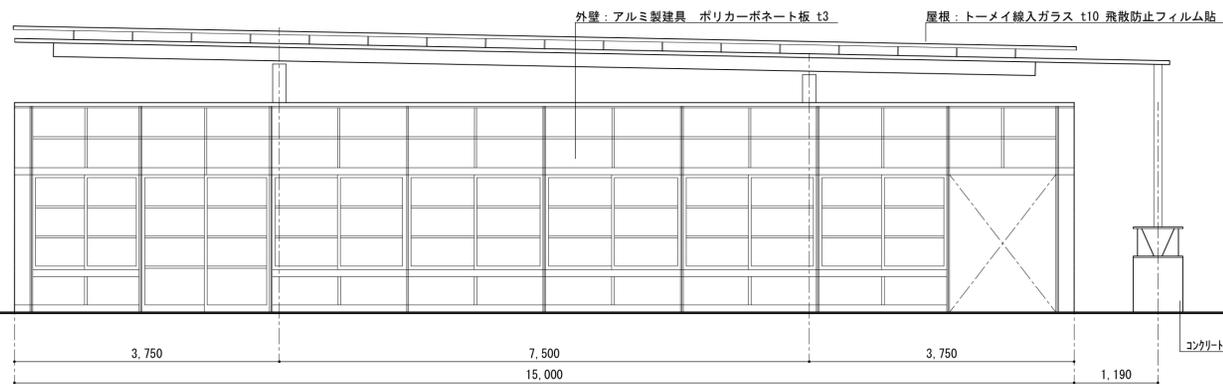 外壁：アルミ製建具　ポリカーボネート板 t3
屋根：トーメイ線入ガラス t10 飛散防止フィルム貼
コンクリート
3,750
7,500
3,750
15,000
1,190